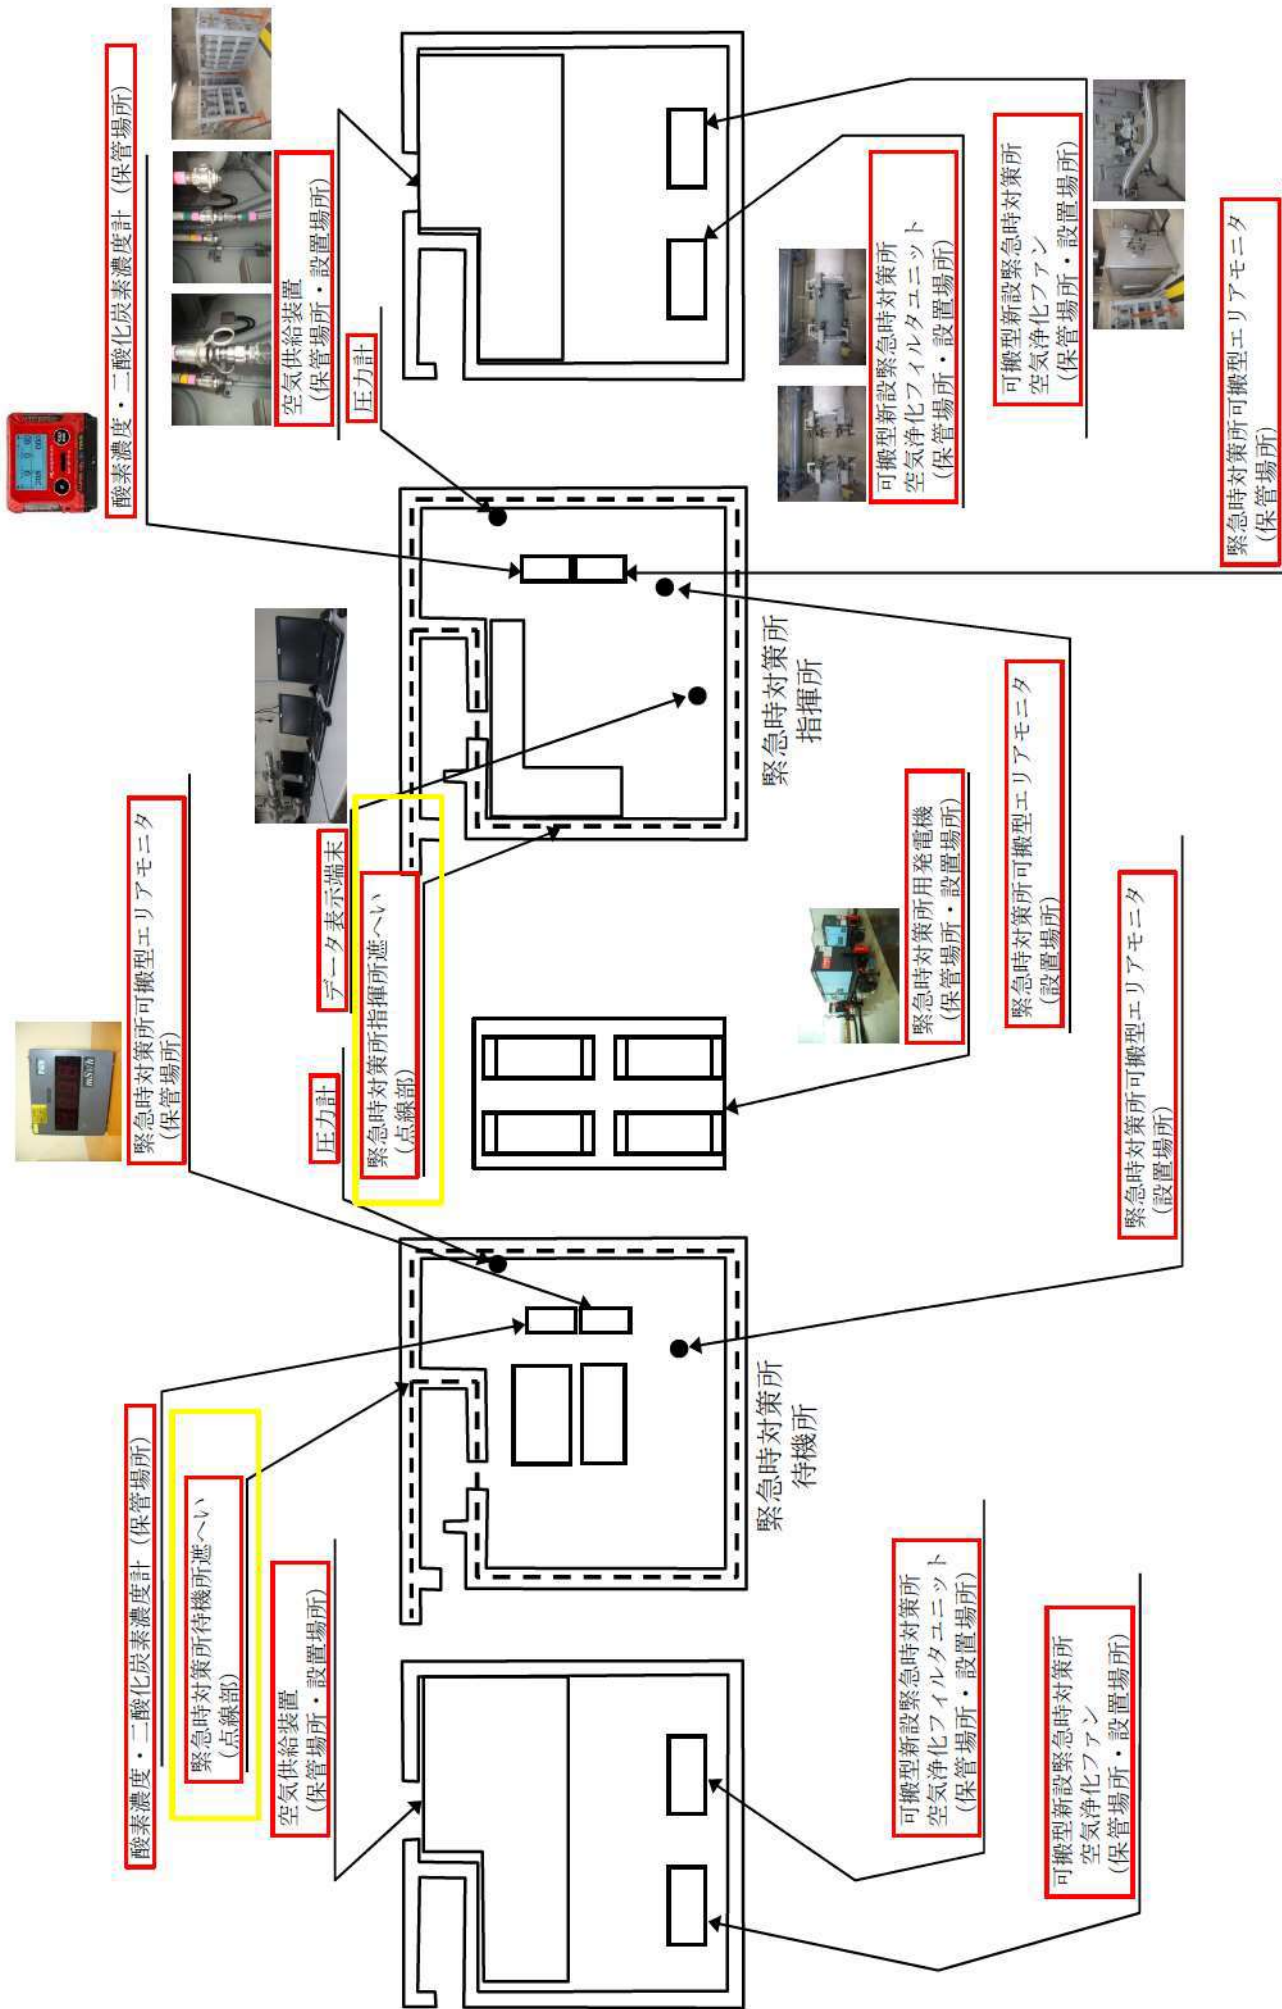 酸素濃度・二酸化炭素濃度計（保管場所）
緊急時対策所待機所遮へい
（点線部）
空気供給装置
（保管場所・設置場所）
緊急時対策所可搬型エリアモニタ
（保管場所）
圧力計
データ表示端末
緊急時対策所指揮所遮へい
（点線部）
酸素濃度・二酸化炭素濃度計（保管場所）
空気供給装置
（保管場所・設置場所）
圧力計
緊急時対策所
待機所
緊急時対策所
指揮所
可搬型新設緊急時対策所
空気浄化フィルタユニット
（保管場所・設置場所）
可搬型新設緊急時対策所
空気浄化ファン
（保管場所・設置場所）
緊急時対策所用発電機
（保管場所・設置場所）
緊急時対策所可搬型エリアモニタ
（設置場所）
緊急時対策所可搬型エリアモニタ
（設置場所）
可搬型新設緊急時対策所
空気浄化フィルタユニット
（保管場所・設置場所）
可搬型新設緊急時対策所
空気浄化ファン
（保管場所・設置場所）
緊急時対策所可搬型エリアモニタ
（保管場所）
mSv/h